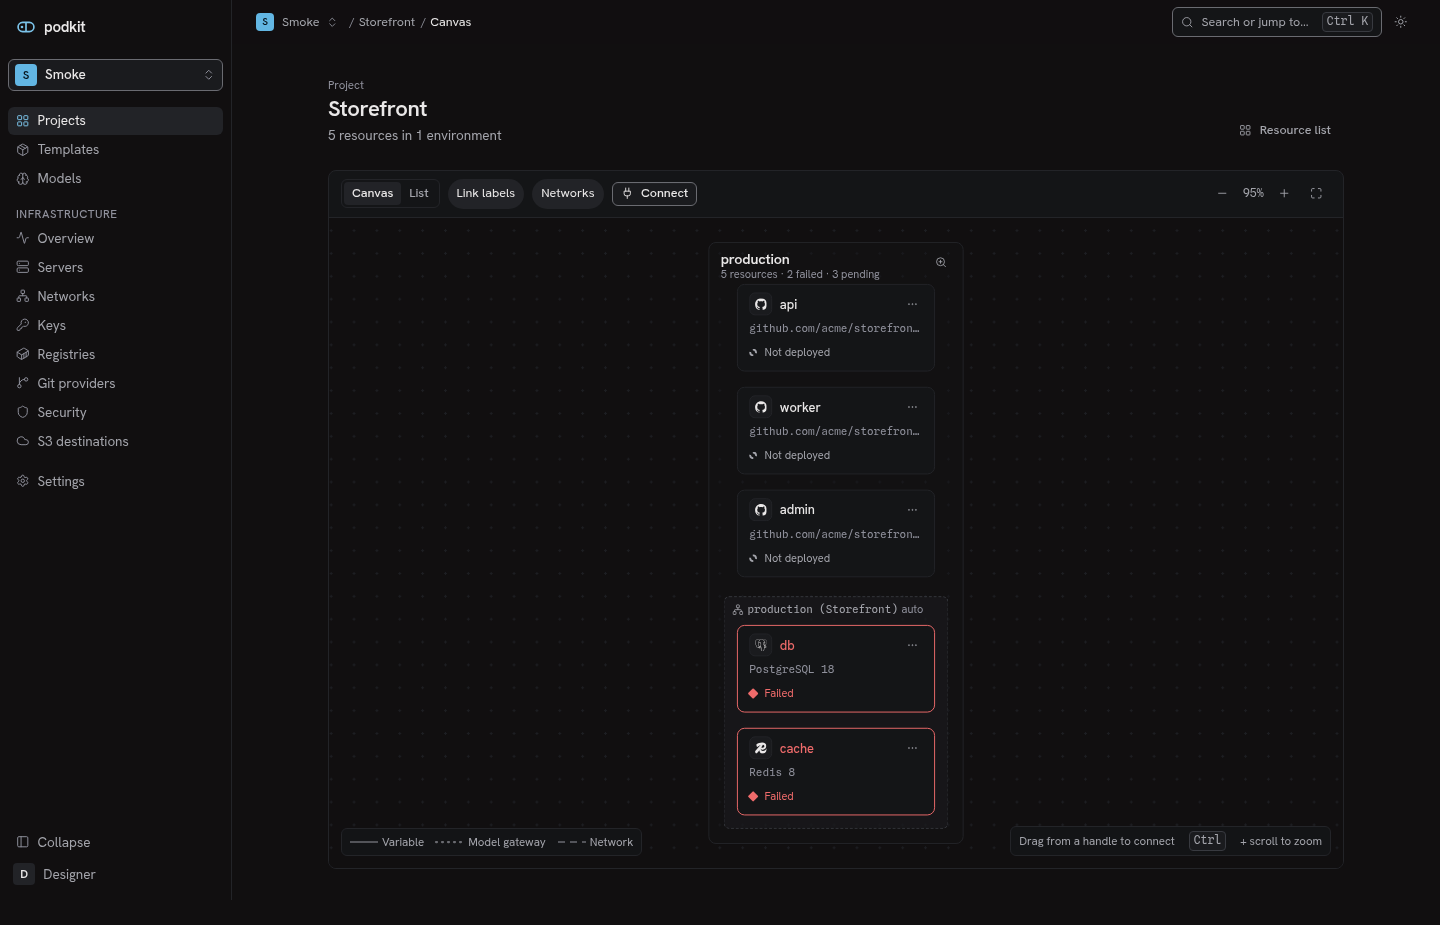 podkit
S Smoke
Projects
Templates
Models
INFRASTRUCTURE
Overview
Servers
Networks
Keys
Registries
Git providers
Security
S3 destinations
Settings
Collapse
D Designer
S Smoke / Storefront / Canvas
Search or jump to... Ctrl K
Project
Storefront
5 resources in 1 environment
Resource list
Canvas List Link labels Networks Connect
95%
production
5 resources · 2 failed · 3 pending
api
github.com/acme/storefron…
Not deployed
worker
github.com/acme/storefron…
Not deployed
admin
github.com/acme/storefron…
Not deployed
production (Storefront) auto
db
PostgreSQL 18
Failed
cache
Redis 8
Failed
Variable Model gateway Network
Drag from a handle to connect Ctrl + scroll to zoom